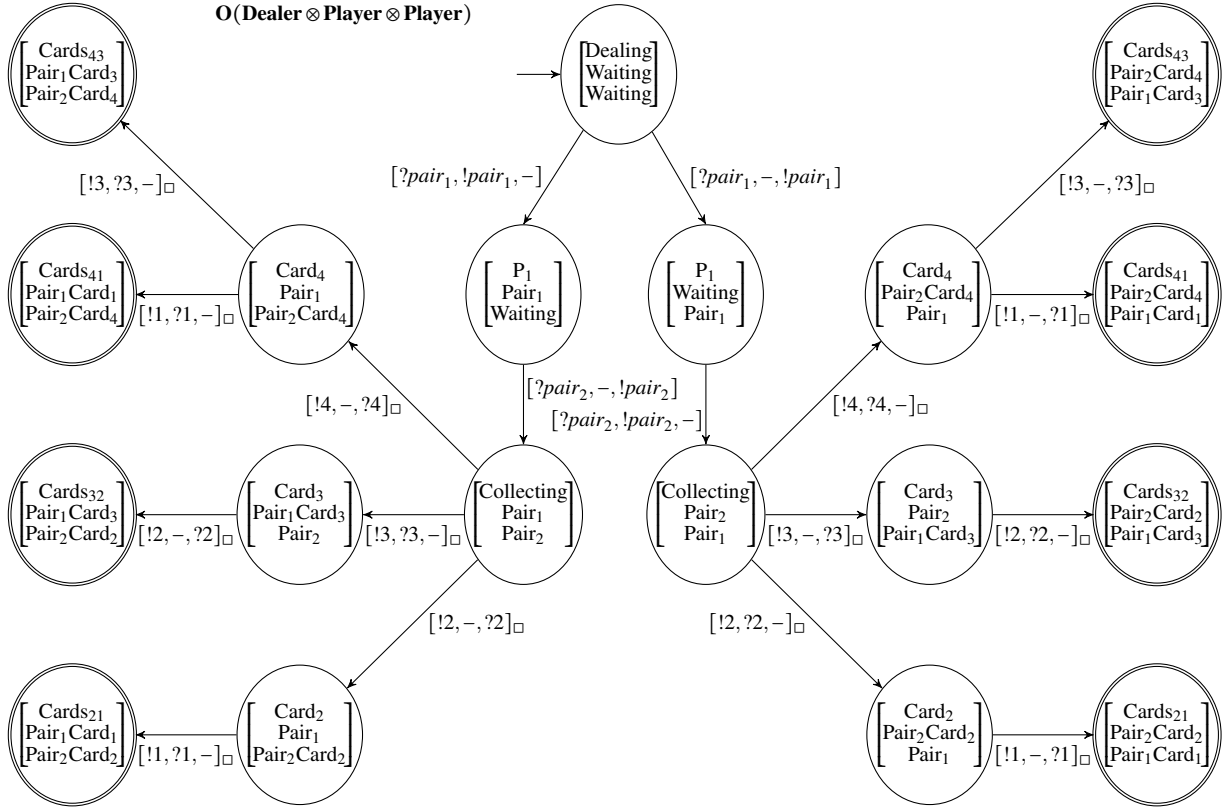 O(Dealer⊗Player⊗Player)
Cards₄₃
Pair₁Card₃
Pair₂Card₄
Dealing
Waiting
Waiting
Cards₄₃
Pair₂Card₄
Pair₁Card₃
[!3,?3,−]□
[?pair₁,!pair₁,−]
[?pair₁,−,!pair₁]
[!3,−,?3]□
Cards₄₁
Pair₁Card₁
Pair₂Card₄
[!1,?1,−]□
Card₄
Pair₁
Pair₂Card₄
P₁
Pair₁
Waiting
P₁
Waiting
Pair₁
Card₄
Pair₂Card₄
Pair₁
[!1,−,?1]□
Cards₄₁
Pair₂Card₄
Pair₁Card₁
[!4,−,?4]□
[?pair₂,−,!pair₂]
[?pair₂,!pair₂,−]
[!4,?4,−]□
Cards₃₂
Pair₁Card₃
Pair₂Card₂
[!2,−,?2]□
Card₃
Pair₁Card₃
Pair₂
[!3,?3,−]□
Collecting
Pair₁
Pair₂
Collecting
Pair₂
Pair₁
[!3,−,?3]□
Card₃
Pair₂
Pair₁Card₃
[!2,?2,−]□
Cards₃₂
Pair₂Card₂
Pair₁Card₃
[!2,−,?2]□
[!2,?2,−]□
Cards₂₁
Pair₁Card₁
Pair₂Card₂
[!1,?1,−]□
Card₂
Pair₁
Pair₂Card₂
Card₂
Pair₂Card₂
Pair₁
[!1,−,?1]□
Cards₂₁
Pair₂Card₂
Pair₁Card₁